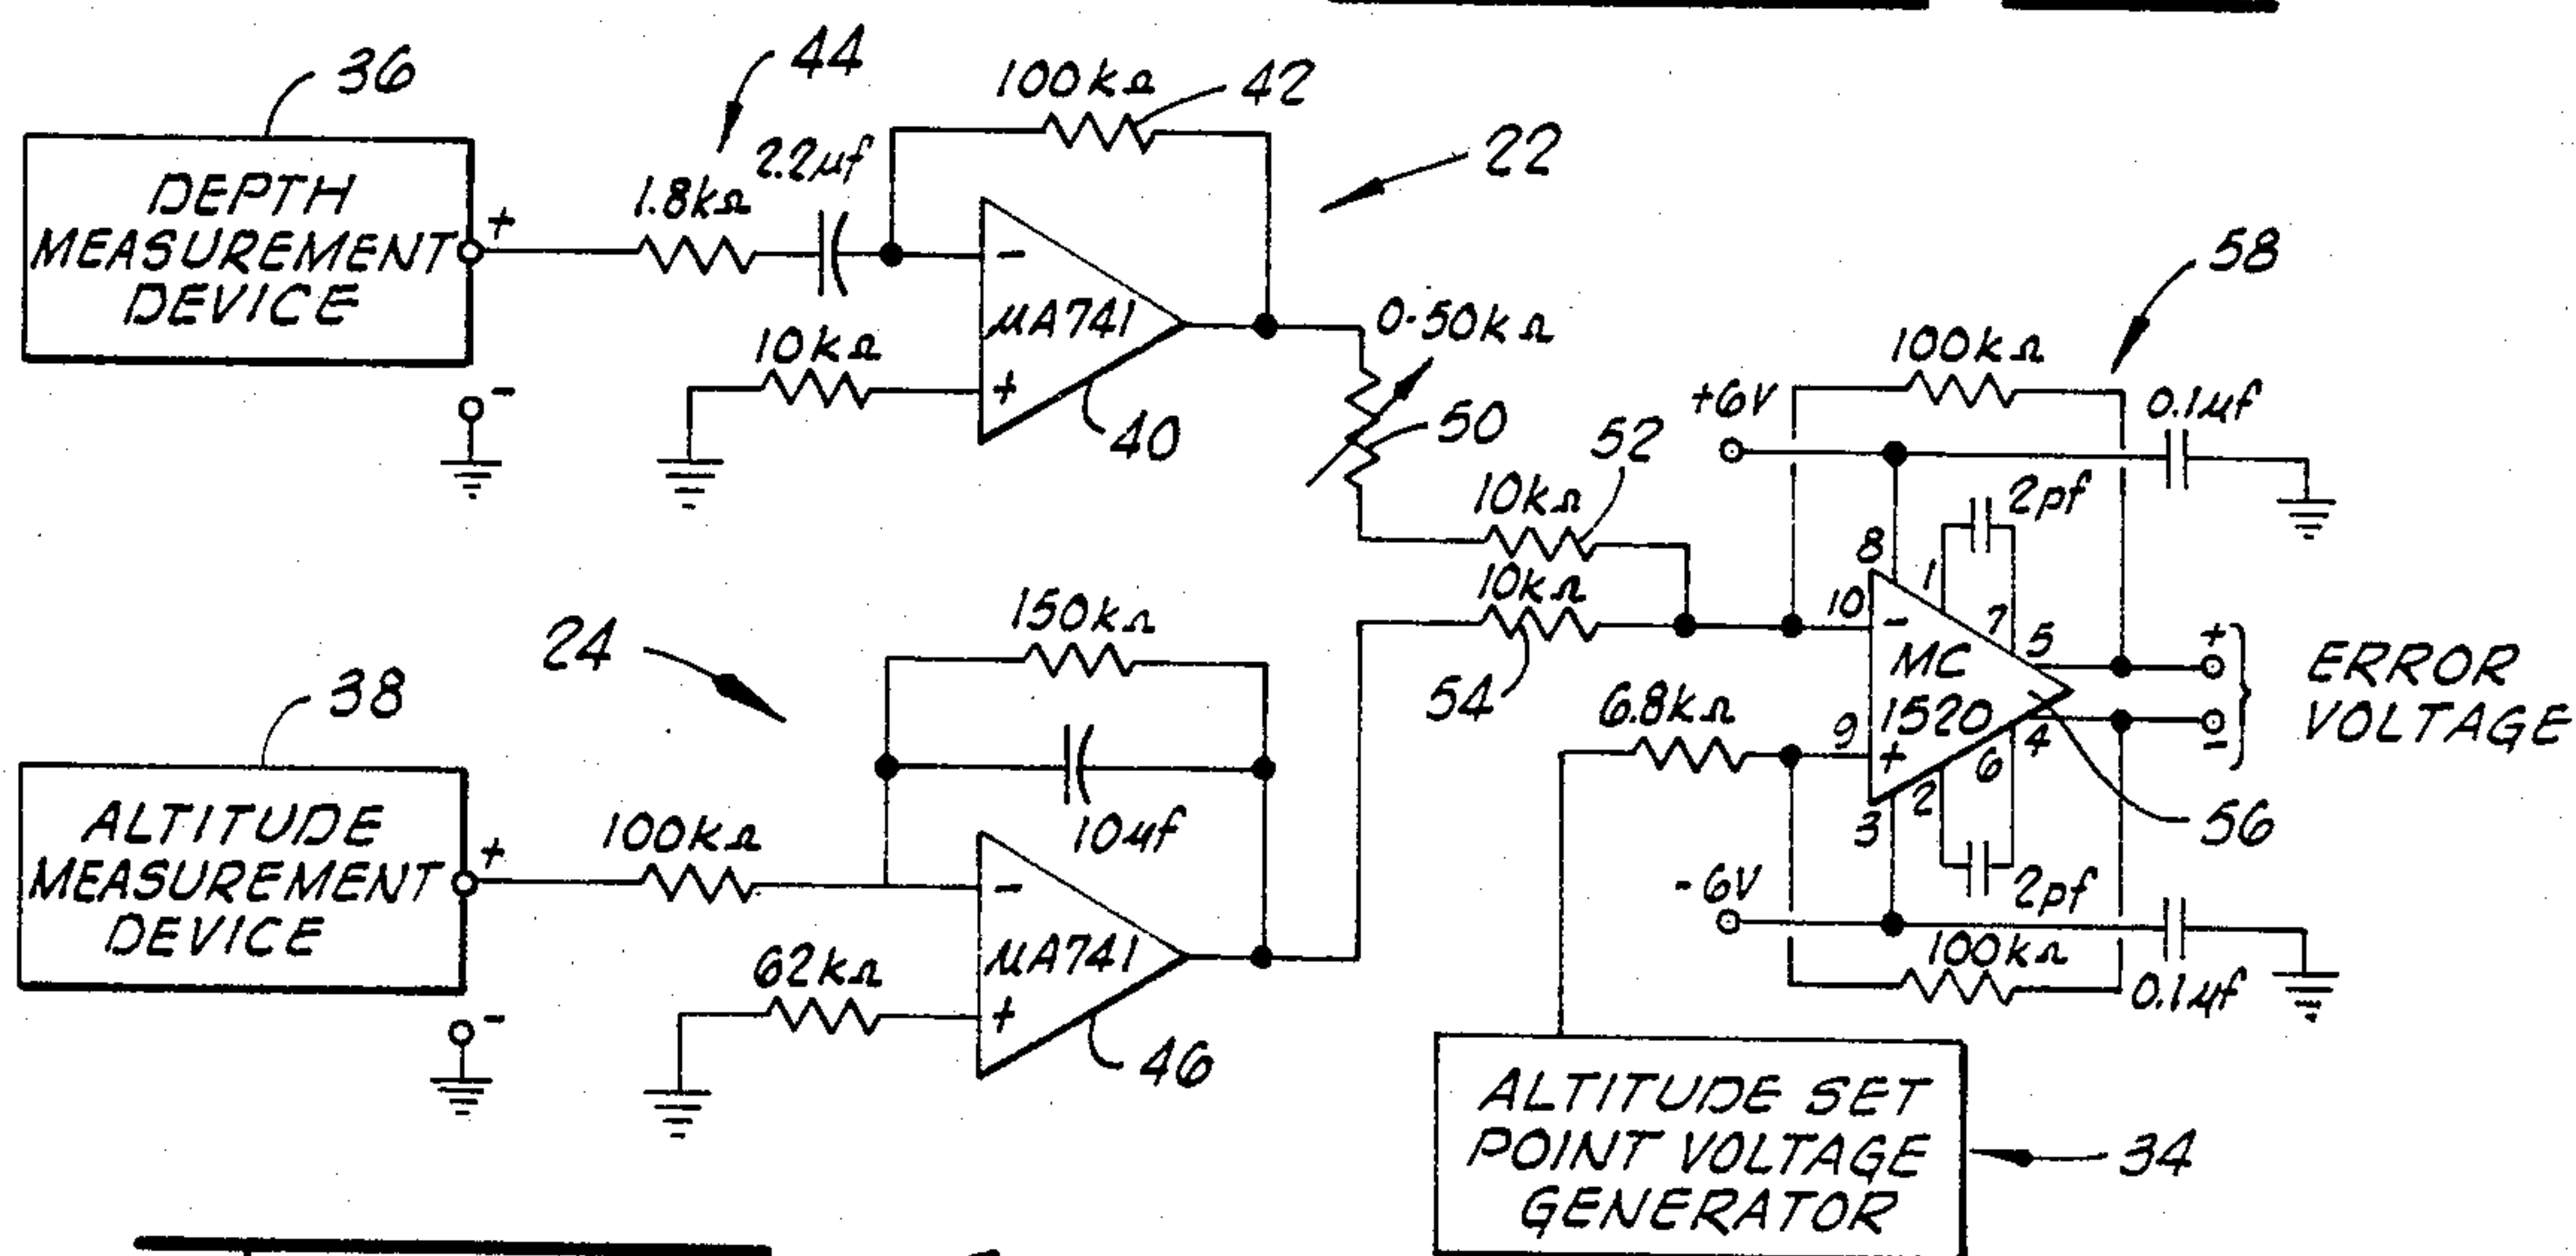 36
DEPTH
MEASUREMENT
DEVICE
+
-
44
1.8kΩ
2.2µf
100kΩ
42
22
10kΩ
-
µA741
+
40
0-50kΩ
50
52
10kΩ
10kΩ
54
24
38
ALTITUDE
MEASUREMENT
DEVICE
+
-
100kΩ
150kΩ
10µf
62kΩ
-
µA741
+
46
58
100kΩ
+6V
0.1µf
2pf
8
1
7
10
-
MC
1520
5
+
-
ERROR
VOLTAGE
6.8kΩ
9
+
4
6
2
3
56
-6V
2pf
100kΩ
0.1µf
ALTITUDE SET
POINT VOLTAGE
GENERATOR
34